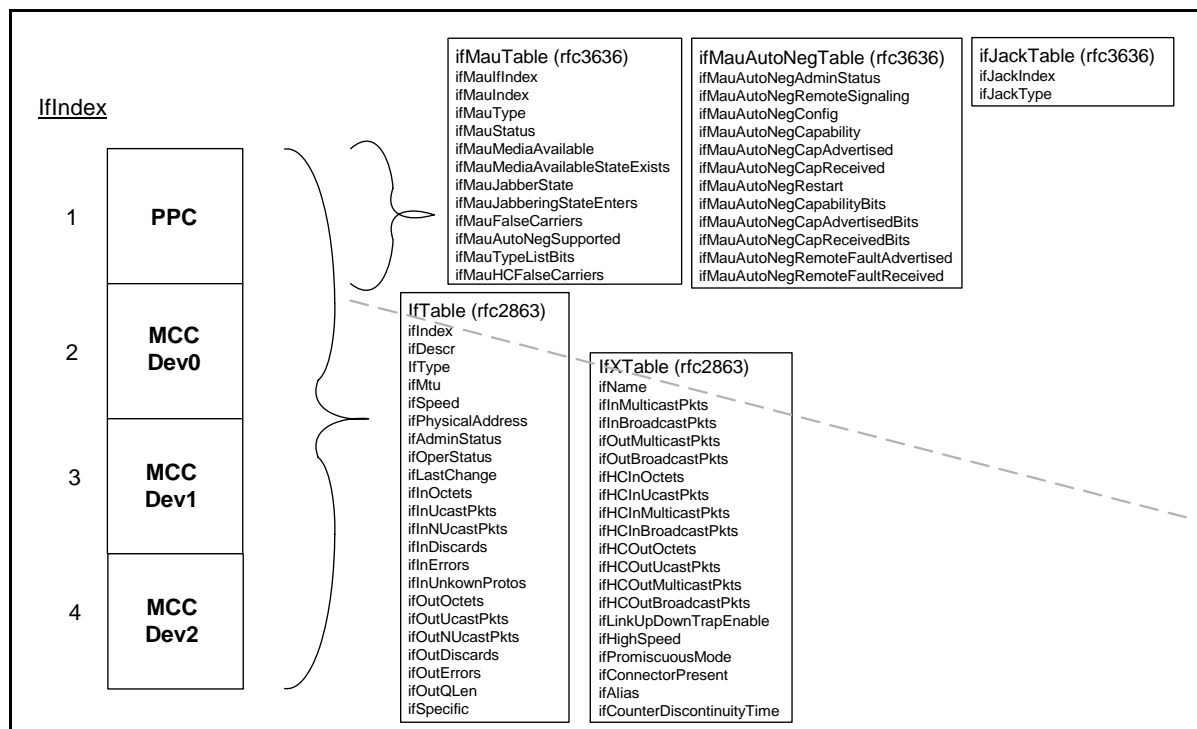 IfIndex
1
PPC
2
MCC
Dev0
3
MCC
Dev1
4
MCC
Dev2
ifMauTable (rfc3636)
ifMauIfIndex
ifMauIndex
ifMauType
ifMauStatus
ifMauMediaAvailable
ifMauMediaAvailableStateExists
ifMauJabberState
ifMauJabberingStateEnters
ifMauFalseCarriers
ifMauAutoNegSupported
ifMauTypeListBits
ifMauHCFalseCarriers
ifMauAutoNegTable (rfc3636)
ifMauAutoNegAdminStatus
ifMauAutoNegRemoteSignaling
ifMauAutoNegConfig
ifMauAutoNegCapability
ifMauAutoNegCapAdvertised
ifMauAutoNegCapReceived
ifMauAutoNegRestart
ifMauAutoNegCapabilityBits
ifMauAutoNegCapAdvertisedBits
ifMauAutoNegCapReceivedBits
ifMauAutoNegRemoteFaultAdvertised
ifMauAutoNegRemoteFaultReceived
ifJackTable (rfc3636)
ifJackIndex
ifJackType
IfTable (rfc2863)
ifIndex
ifDescr
IfType
ifMtu
ifSpeed
ifPhysicalAddress
ifAdminStatus
ifOperStatus
ifLastChange
ifInOctets
ifInUcastPkts
ifInNUcastPkts
ifInDiscards
ifInErrors
ifInUnkownProtos
ifOutOctets
ifOutUcastPkts
ifOutNUcastPkts
ifOutDiscards
ifOutErrors
ifOutQLen
ifSpecific
IfXTable (rfc2863)
ifName
ifInMulticastPkts
ifInBroadcastPkts
ifOutMulticastPkts
ifOutBroadcastPkts
ifHCInOctets
ifHCInUcastPkts
ifHCInMulticastPkts
ifHCInBroadcastPkts
ifHCOutOctets
ifHCOutUcastPkts
ifHCOutMulticastPkts
ifHCOutBroadcastPkts
ifLinkUpDownTrapEnable
ifHighSpeed
ifPromiscuousMode
ifConnectorPresent
ifAlias
ifCounterDiscontinuityTime